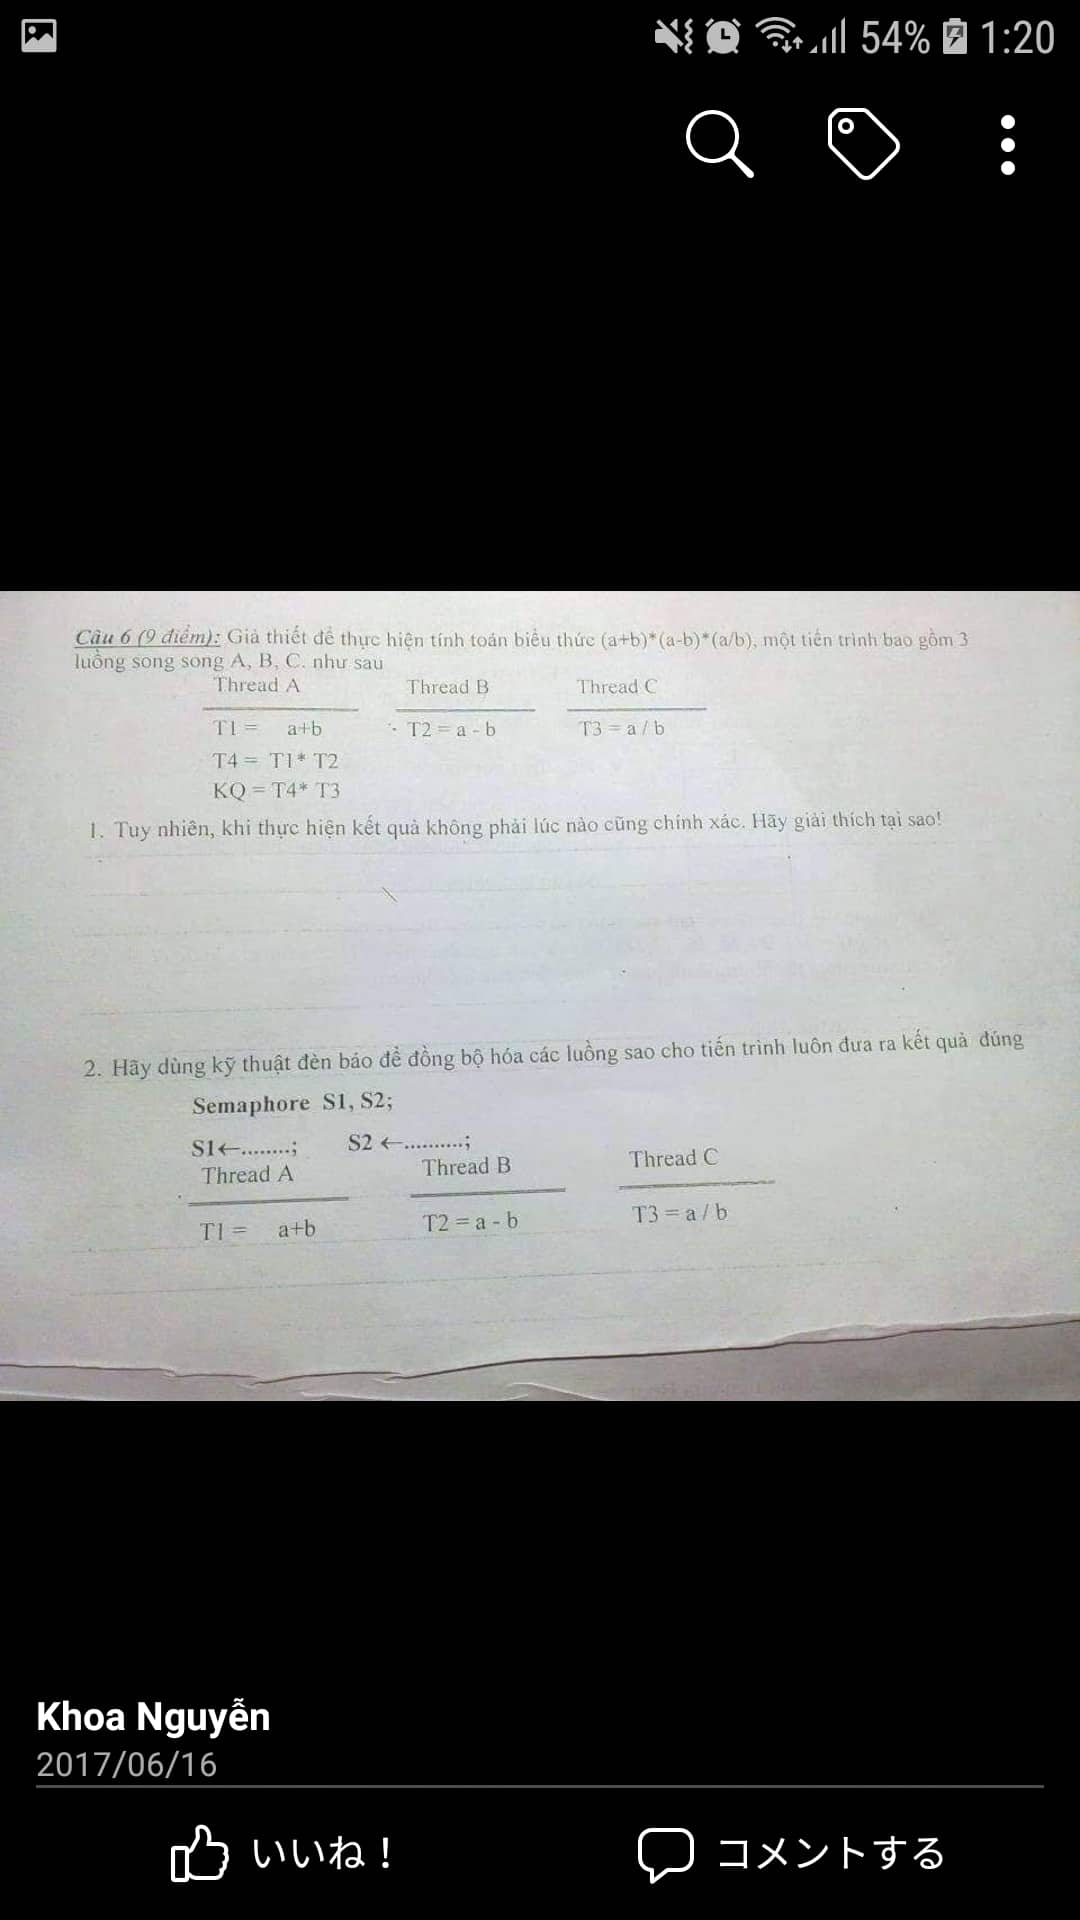 54% 1:20
Câu 6 (9 điểm): Giả thiết để thực hiện tính toán biểu thức (a+b)*(a-b)*(a/b), một tiến trình bao gồm 3
luồng song song A, B, C. như sau
Thread A Thread B Thread C
T1 = a+b T2 = a - b T3 = a / b
T4 = T1* T2
KQ = T4* T3
1. Tuy nhiên, khi thực hiện kết quả không phải lúc nào cũng chính xác. Hãy giải thích tại sao!
2. Hãy dùng kỹ thuật đèn báo để đồng bộ hóa các luồng sao cho tiến trình luôn đưa ra kết quả đúng
Semaphore S1, S2;
S1←........; S2 ←..........;
Thread A Thread B Thread C
T1 = a+b T2 = a - b T3 = a / b
Khoa Nguyễn
2017/06/16
いいね！ コメントする